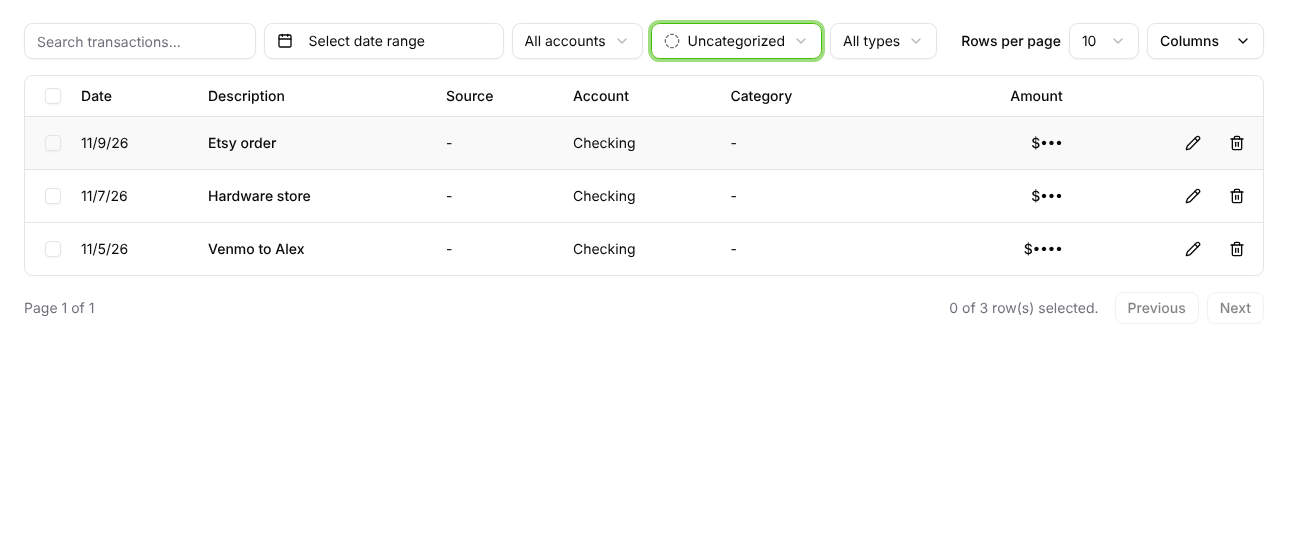 Search transactions... Select date range All accounts Uncategorized All types Rows per page 10 Columns
Date Description Source Account Category Amount
11/9/26 Etsy order - Checking - $•••
11/7/26 Hardware store - Checking - $•••
11/5/26 Venmo to Alex - Checking - $••••
Page 1 of 1 0 of 3 row(s) selected. Previous Next